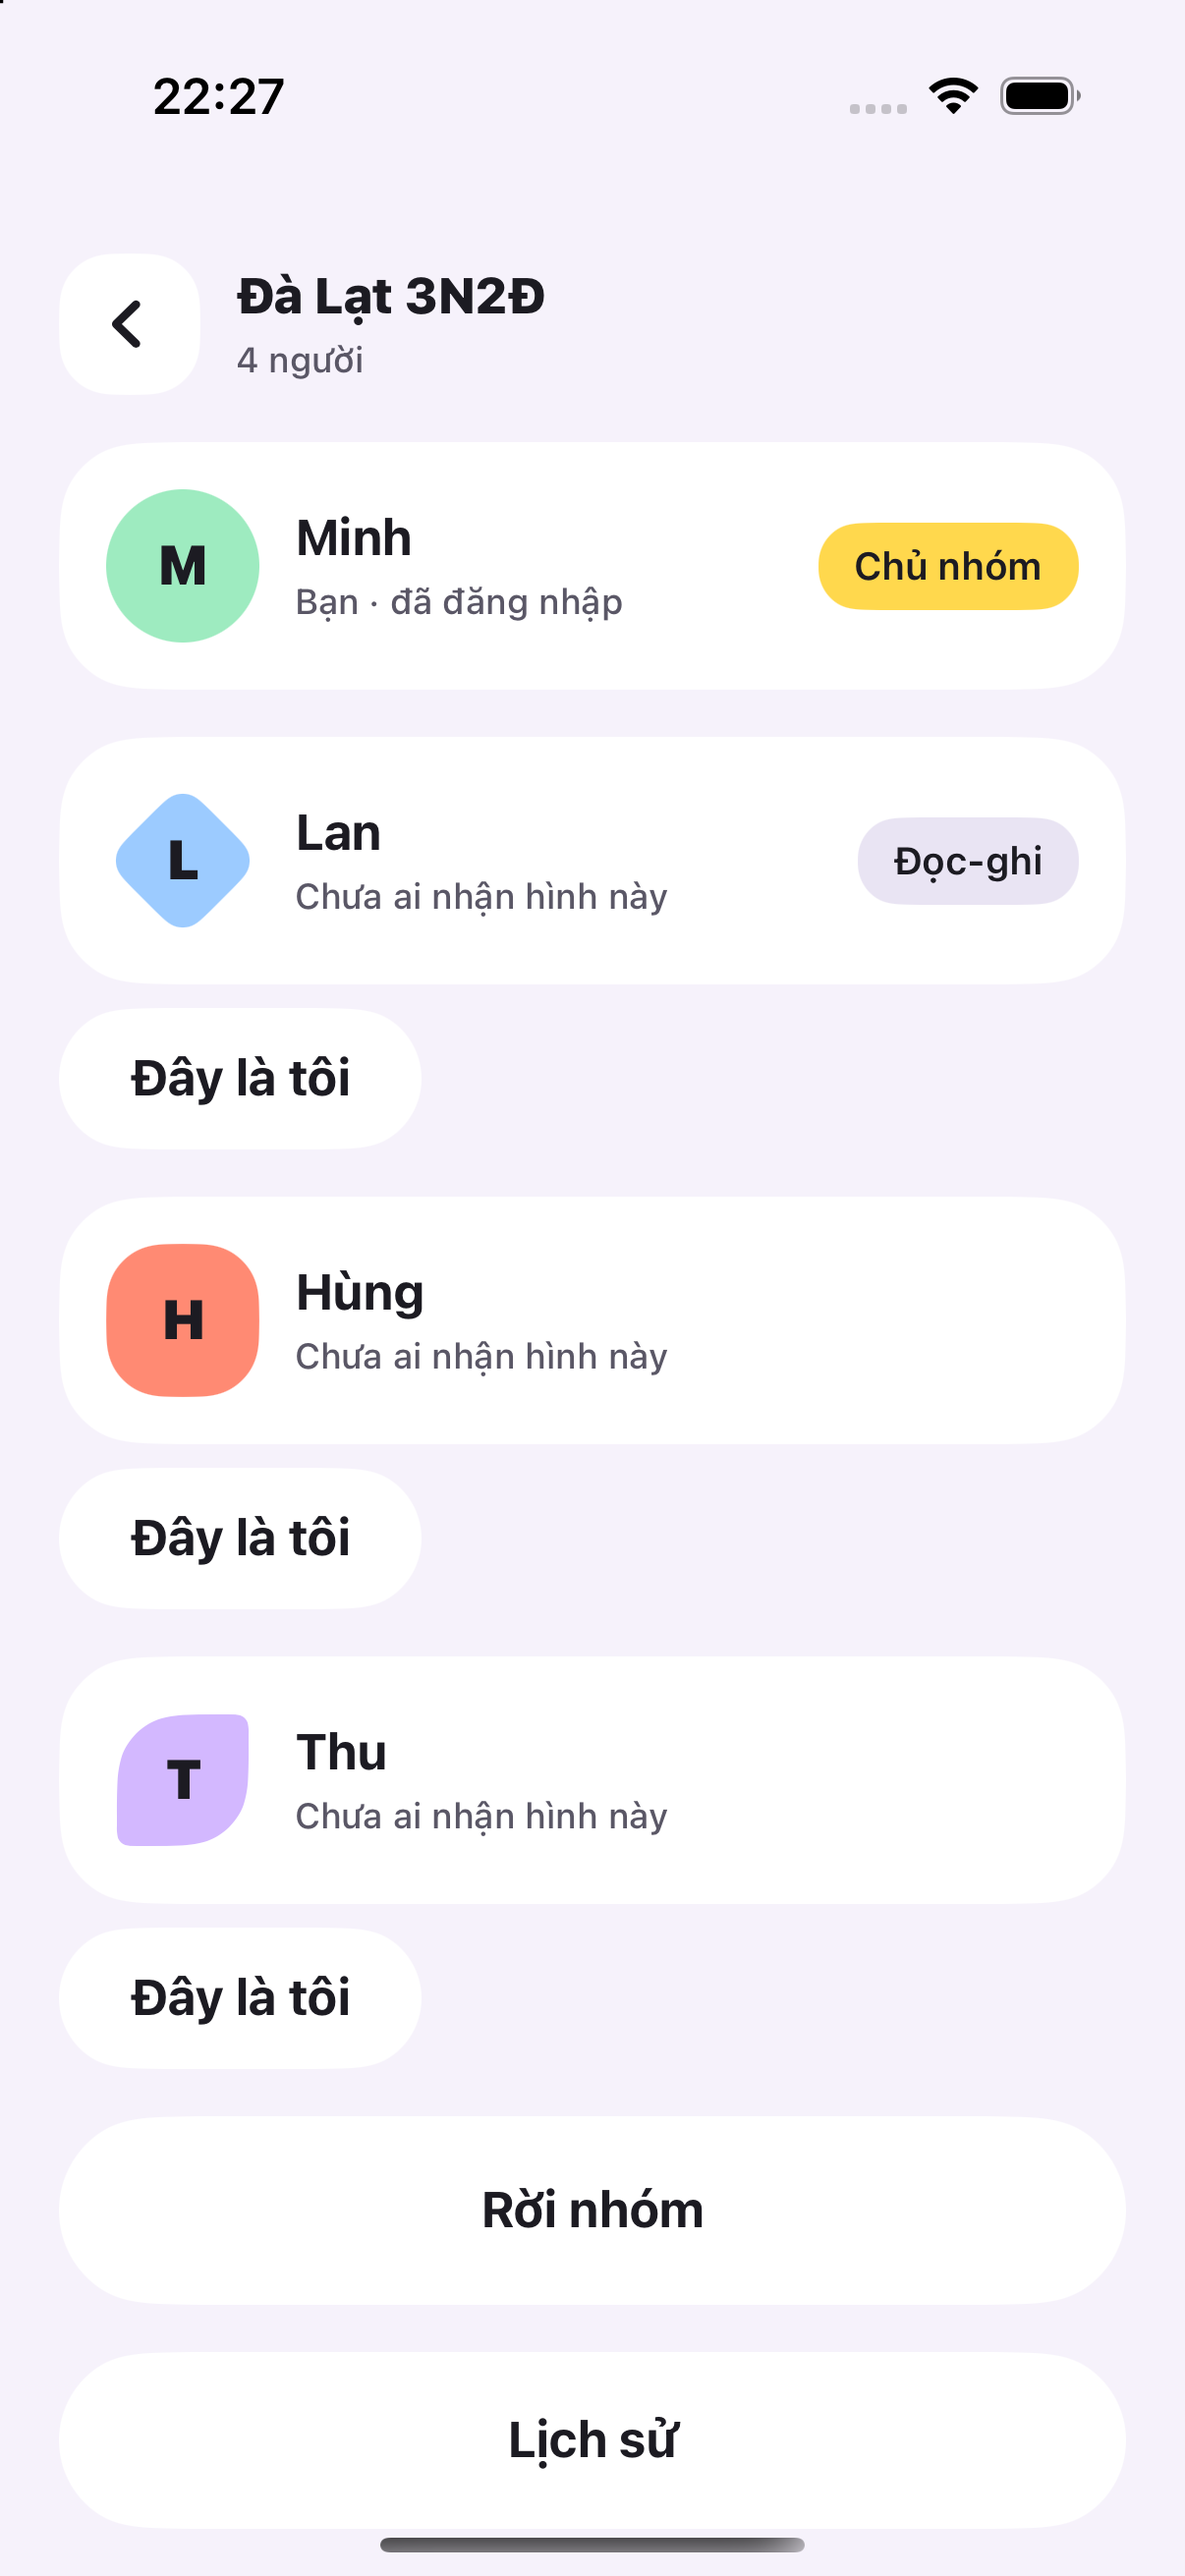 22:27
Đà Lạt 3N2Đ
4 người
M
Minh
Bạn · đã đăng nhập
Chủ nhóm
L
Lan
Chưa ai nhận hình này
Đọc-ghi
Đây là tôi
H
Hùng
Chưa ai nhận hình này
Đây là tôi
T
Thu
Chưa ai nhận hình này
Đây là tôi
Rời nhóm
Lịch sử